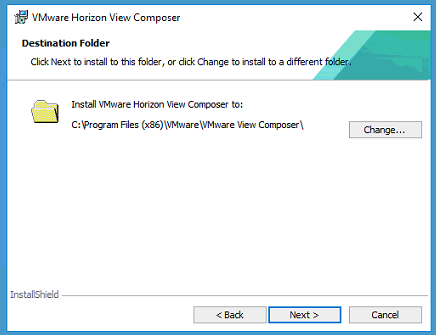 VMware Horizon View Composer
Destination Folder
Click Next to install to this folder, or click Change to install to a different folder.
Install VMware Horizon View Composer to:
C:\Program Files (x86)\VMware\VMware View Composer\
Change...
InstallShield
< Back
Next >
Cancel